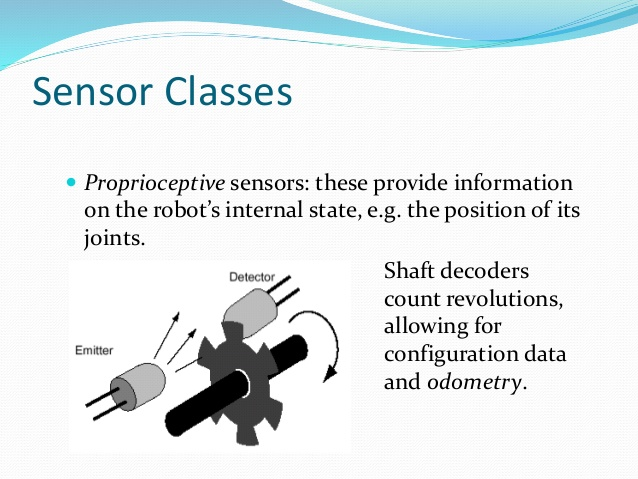 Sensor Classes
• Proprioceptive sensors: these provide information
on the robot’s internal state, e.g. the position of its
joints.
Detector
Emitter
Shaft decoders
count revolutions,
allowing for
configuration data
and odometry.